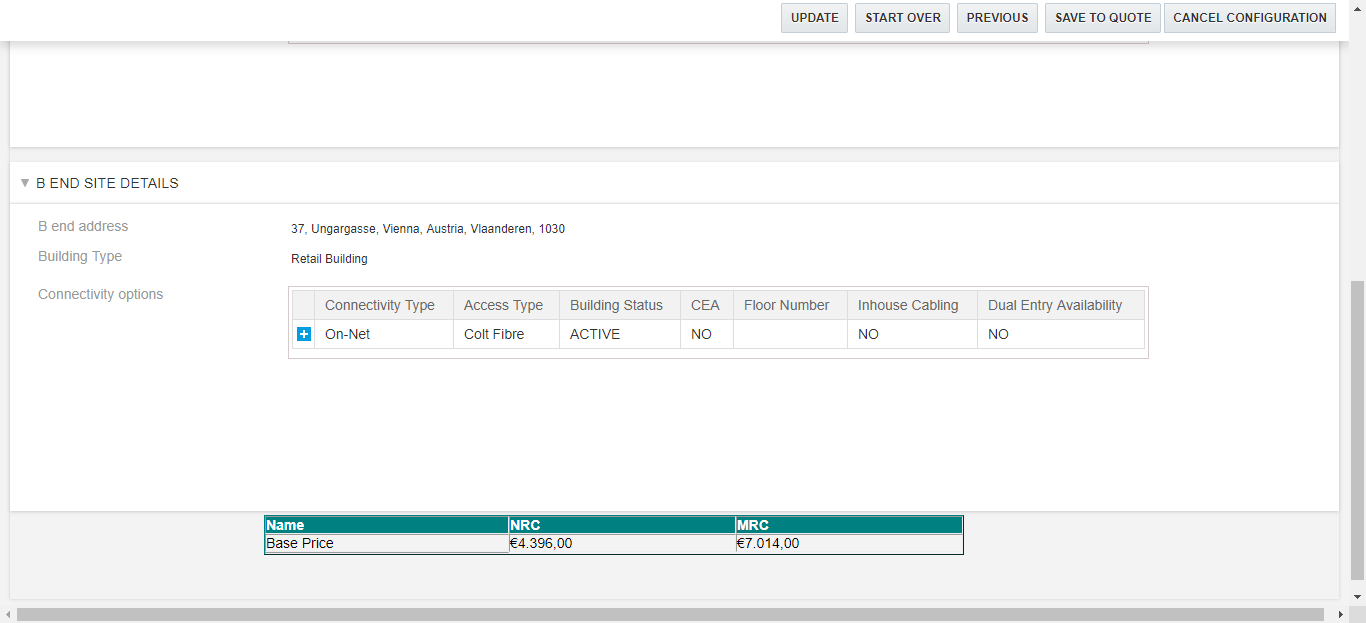 UPDATE START OVER PREVIOUS SAVE TO QUOTE CANCEL CONFIGURATION
B END SITE DETAILS
B end address 37, Ungargasse, Vienna, Austria, Vlaanderen, 1030
Building Type Retail Building
Connectivity options
Connectivity Type Access Type Building Status CEA Floor Number Inhouse Cabling Dual Entry Availability
On-Net Colt Fibre ACTIVE NO NO NO
Name NRC MRC
Base Price €4.396,00 €7.014,00